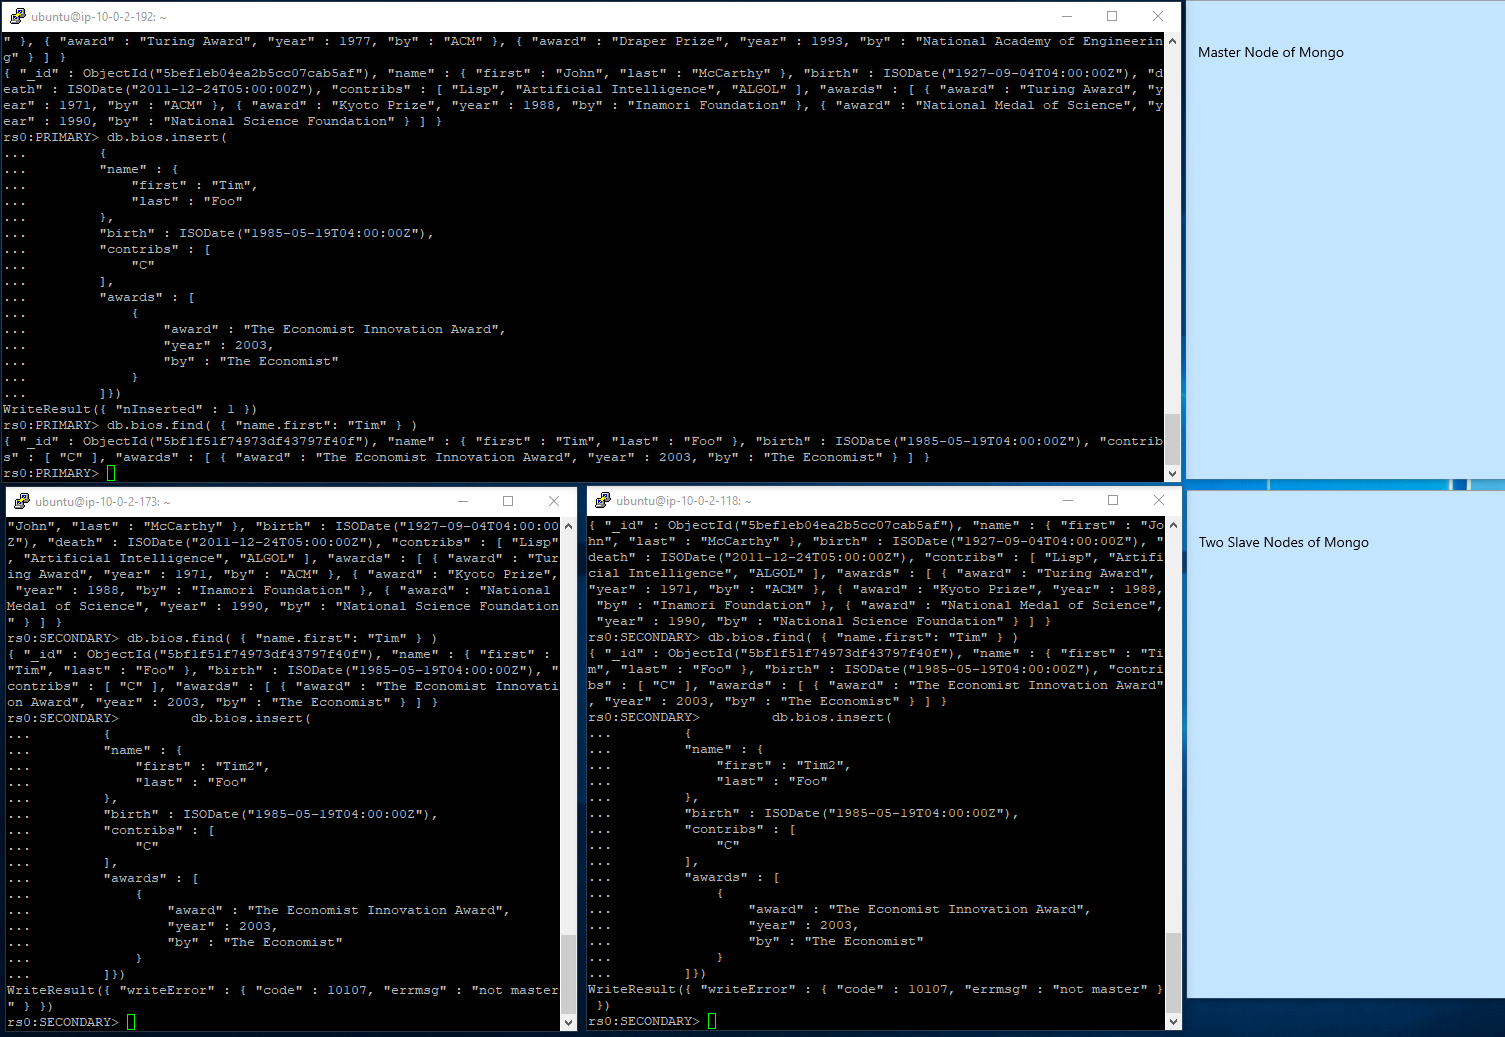 ubuntu@ip-10-0-2-192: ~
" }, { "award" : "Turing Award", "year" : 1977, "by" : "ACM" }, { "award" : "Draper Prize", "year" : 1993, "by" : "National Academy of Engineerin
g" } ] }
{ "_id" : ObjectId("5bef1eb04ea2b5cc07cab5af"), "name" : { "first" : "John", "last" : "McCarthy" }, "birth" : ISODate("1927-09-04T04:00:00Z"), "d
eath" : ISODate("2011-12-24T05:00:00Z"), "contribs" : [ "Lisp", "Artificial Intelligence", "ALGOL" ], "awards" : [ { "award" : "Turing Award", "y
ear" : 1971, "by" : "ACM" }, { "award" : "Kyoto Prize", "year" : 1988, "by" : "Inamori Foundation" }, { "award" : "National Medal of Science", "y
ear" : 1990, "by" : "National Science Foundation" } ] }
rs0:PRIMARY> db.bios.insert(
...         {
...         "name" : {
...             "first" : "Tim",
...             "last" : "Foo"
...         },
...         "birth" : ISODate("1985-05-19T04:00:00Z"),
...         "contribs" : [
...             "C"
...         ],
...         "awards" : [
...             {
...                 "award" : "The Economist Innovation Award",
...                 "year" : 2003,
...                 "by" : "The Economist"
...             }
...         ]})
WriteResult({ "nInserted" : 1 })
rs0:PRIMARY> db.bios.find( { "name.first": "Tim" } )
{ "_id" : ObjectId("5bf1f51f74973df43797f40f"), "name" : { "first" : "Tim", "last" : "Foo" }, "birth" : ISODate("1985-05-19T04:00:00Z"), "contrib
s" : [ "C" ], "awards" : [ { "award" : "The Economist Innovation Award", "year" : 2003, "by" : "The Economist" } ] }
rs0:PRIMARY>
Master Node of Mongo
ubuntu@ip-10-0-2-173: ~
"John", "last" : "McCarthy" }, "birth" : ISODate("1927-09-04T04:00:00
Z"), "death" : ISODate("2011-12-24T05:00:00Z"), "contribs" : [ "Lisp"
, "Artificial Intelligence", "ALGOL" ], "awards" : [ { "award" : "Tur
ing Award", "year" : 1971, "by" : "ACM" }, { "award" : "Kyoto Prize",
 "year" : 1988, "by" : "Inamori Foundation" }, { "award" : "National
Medal of Science", "year" : 1990, "by" : "National Science Foundation
" } ] }
rs0:SECONDARY> db.bios.find( { "name.first": "Tim" } )
{ "_id" : ObjectId("5bf1f51f74973df43797f40f"), "name" : { "first" :
"Tim", "last" : "Foo" }, "birth" : ISODate("1985-05-19T04:00:00Z"), "
contribs" : [ "C" ], "awards" : [ { "award" : "The Economist Innovati
on Award", "year" : 2003, "by" : "The Economist" } ] }
rs0:SECONDARY>         db.bios.insert(
...         {
...         "name" : {
...             "first" : "Tim2",
...             "last" : "Foo"
...         },
...         "birth" : ISODate("1985-05-19T04:00:00Z"),
...         "contribs" : [
...             "C"
...         ],
...         "awards" : [
...             {
...                 "award" : "The Economist Innovation Award",
...                 "year" : 2003,
...                 "by" : "The Economist"
...             }
...         ]})
WriteResult({ "writeError" : { "code" : 10107, "errmsg" : "not master
" } })
rs0:SECONDARY>
ubuntu@ip-10-0-2-118: ~
{ "_id" : ObjectId("5bef1eb04ea2b5cc07cab5af"), "name" : { "first" : "Jo
hn", "last" : "McCarthy" }, "birth" : ISODate("1927-09-04T04:00:00Z"), "
death" : ISODate("2011-12-24T05:00:00Z"), "contribs" : [ "Lisp", "Artifi
cial Intelligence", "ALGOL" ], "awards" : [ { "award" : "Turing Award",
"year" : 1971, "by" : "ACM" }, { "award" : "Kyoto Prize", "year" : 1988,
 "by" : "Inamori Foundation" }, { "award" : "National Medal of Science",
 "year" : 1990, "by" : "National Science Foundation" } ] }
rs0:SECONDARY> db.bios.find( { "name.first": "Tim" } )
{ "_id" : ObjectId("5bf1f51f74973df43797f40f"), "name" : { "first" : "Ti
m", "last" : "Foo" }, "birth" : ISODate("1985-05-19T04:00:00Z"), "contri
bs" : [ "C" ], "awards" : [ { "award" : "The Economist Innovation Award"
, "year" : 2003, "by" : "The Economist" } ] }
rs0:SECONDARY>         db.bios.insert(
...         {
...         "name" : {
...             "first" : "Tim2",
...             "last" : "Foo"
...         },
...         "birth" : ISODate("1985-05-19T04:00:00Z"),
...         "contribs" : [
...             "C"
...         ],
...         "awards" : [
...             {
...                 "award" : "The Economist Innovation Award",
...                 "year" : 2003,
...                 "by" : "The Economist"
...             }
...         ]})
WriteResult({ "writeError" : { "code" : 10107, "errmsg" : "not master" }
 })
rs0:SECONDARY>
Two Slave Nodes of Mongo